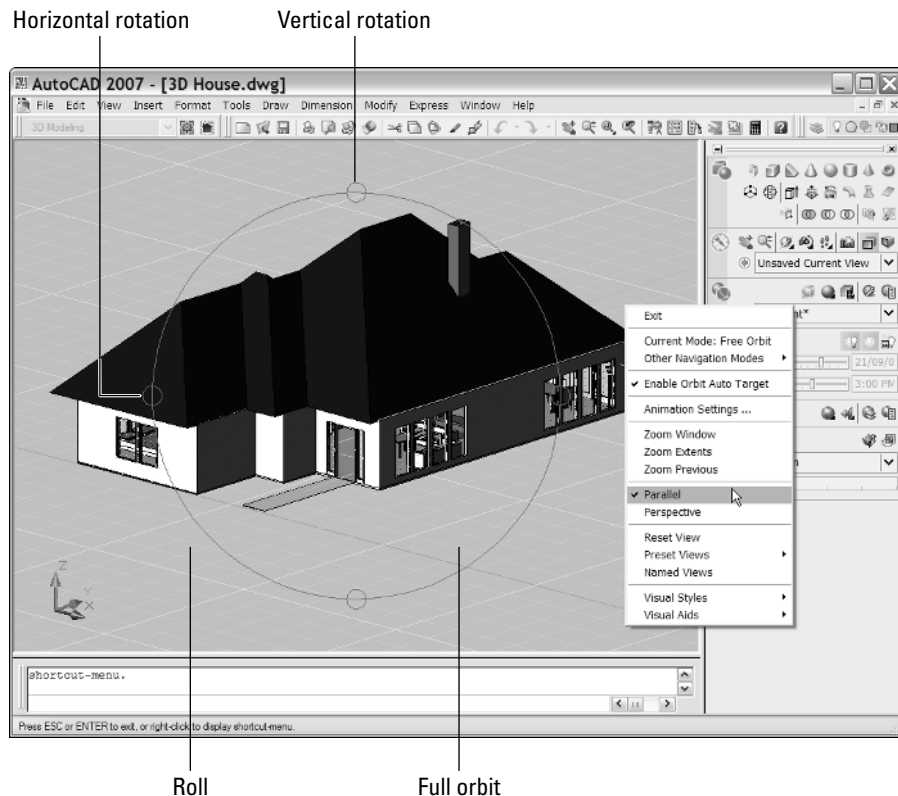 Horizontal rotation
Vertical rotation
AutoCAD 2007 - [3D House.dwg]
File Edit View Insert Format Tools Draw Dimension Modify Express Window Help
3D Modeling
Unsaved Current View
Exit
Current Mode: Free Orbit
Other Navigation Modes
Enable Orbit Auto Target
Animation Settings ...
Zoom Window
Zoom Extents
Zoom Previous
Parallel
Perspective
Reset View
Preset Views
Named Views
Visual Styles
Visual Aids
21/09/0
3:00 PM
Z
Y
X
shortcut-menu.
Press ESC or ENTER to exit, or right-click to display shortcut-menu.
Roll
Full orbit